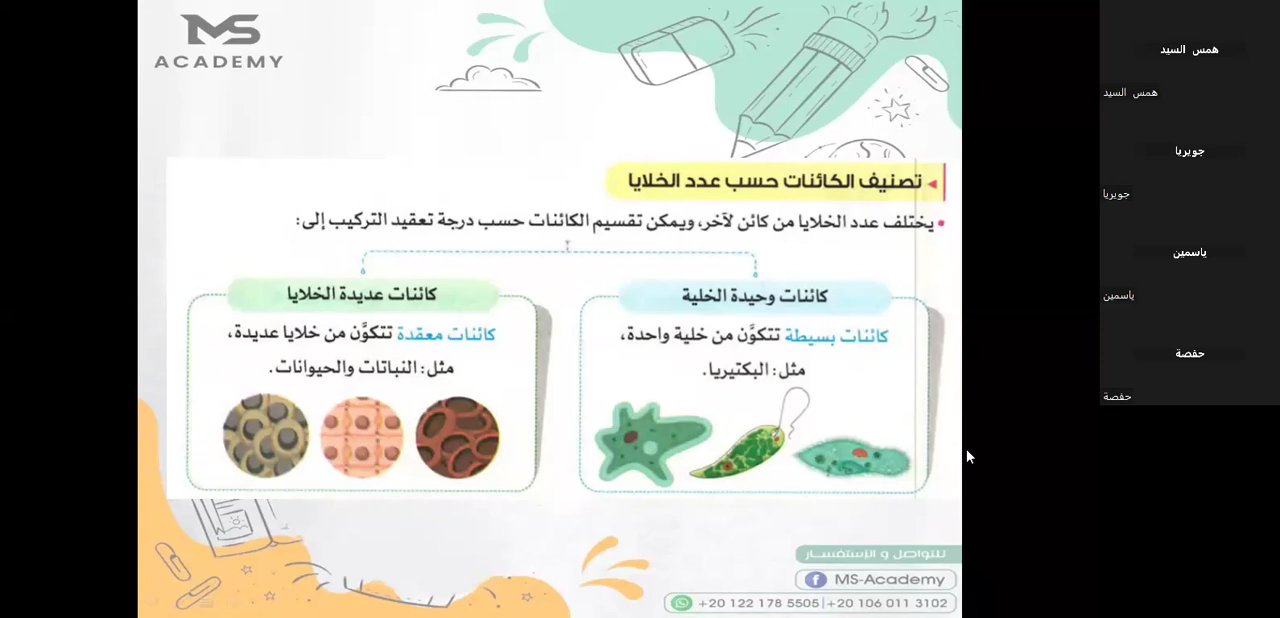 MS
ACADEMY
تصنيف الكائنات حسب عدد الخلايا
• يختلف عدد الخلايا من كائن لآخر، ويمكن تقسيم الكائنات حسب درجة تعقيد التركيب إلى:
كائنات وحيدة الخلية
كائنات بسيطة تتكوَّن من خلية واحدة،
مثل: البكتيريا.
كائنات عديدة الخلايا
كائنات معقدة تتكوَّن من خلايا عديدة،
مثل: النباتات والحيوانات.
للتواصل و الإستفسار
MS-Academy
+20 122 178 5505 | +20 106 011 3102
همس السيد
همس السيد
جويريا
جويريا
ياسمين
ياسمين
حفصة
حفصة